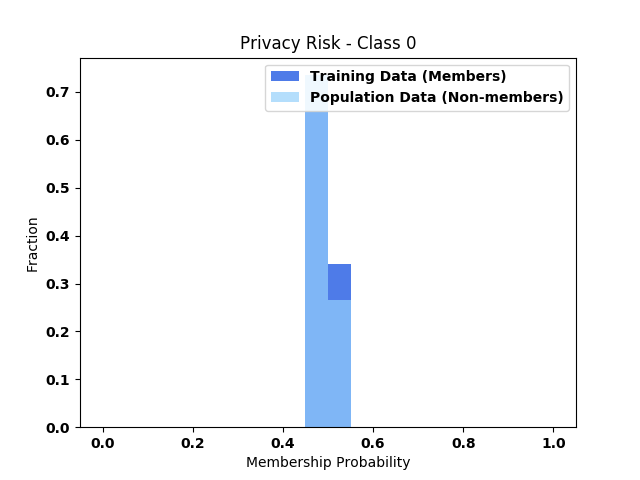 Privacy Risk - Class 0
Training Data (Members)
Population Data (Non-members)
0.7
0.6
0.5
0.4
0.3
0.2
0.1
0.0
Fraction
0.0 0.2 0.4 0.6 0.8 1.0
Membership Probability